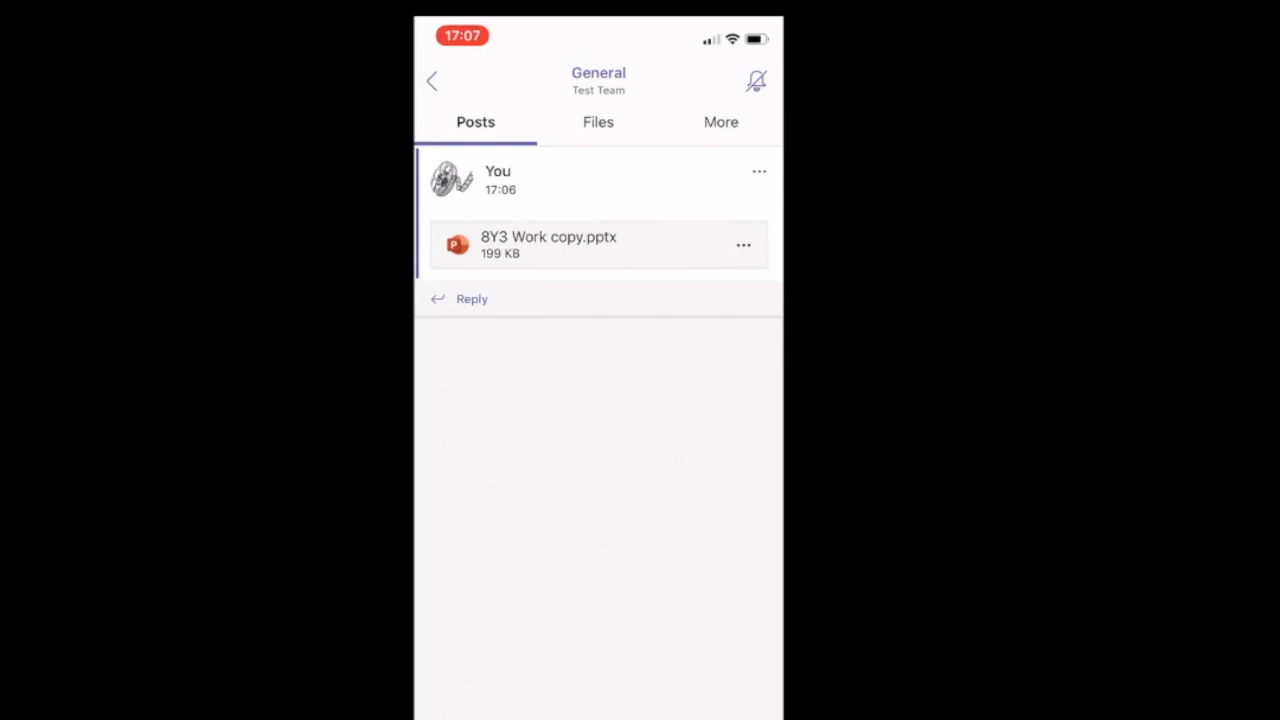 17:07
General
Test Team
Posts Files More
You
17:06
P
8Y3 Work copy.pptx
199 KB
Reply